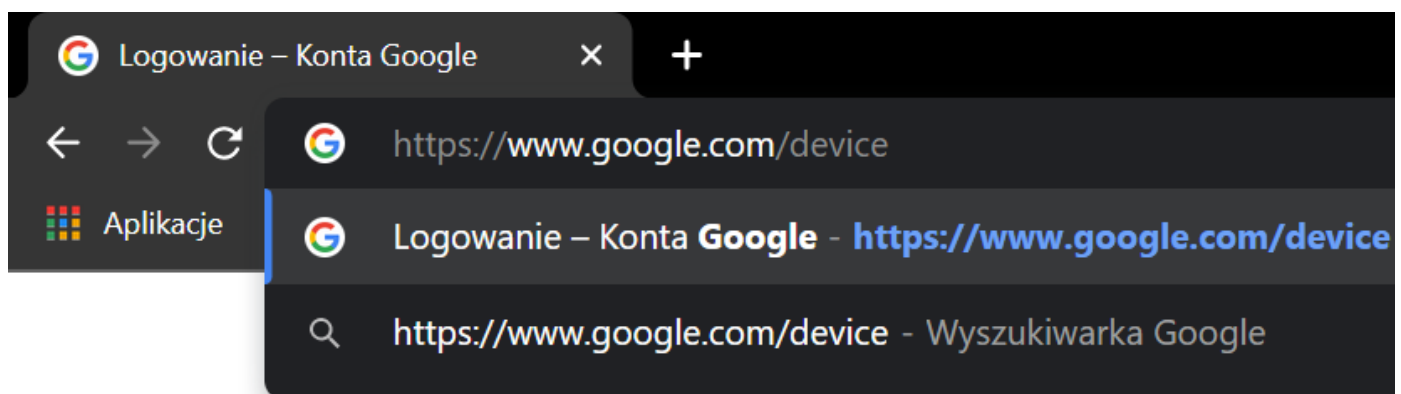 Logowanie – Konta Google
https://www.google.com/device
Aplikacje
Logowanie – Konta Google - https://www.google.com/device
https://www.google.com/device - Wyszukiwarka Google